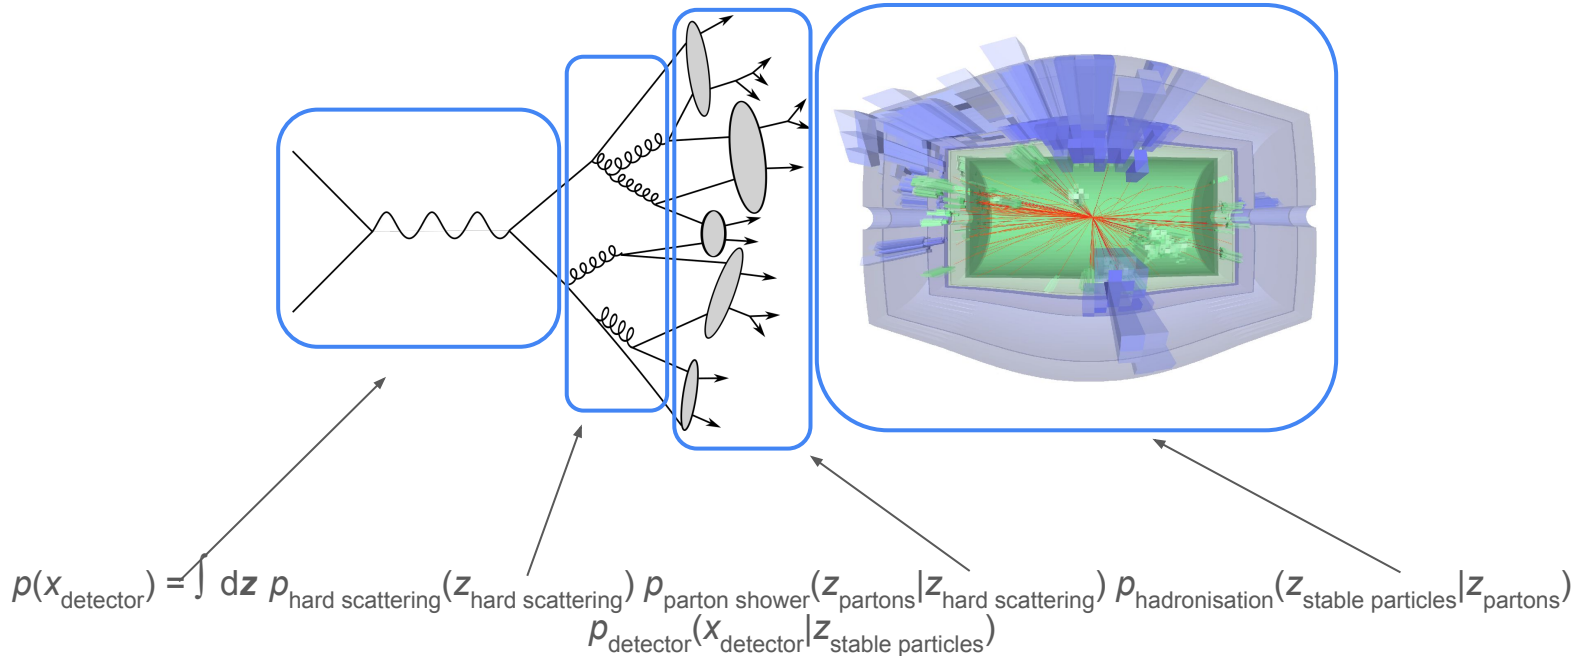 p(x_detector) = ∫ dz p_hard scattering(z_hard scattering) p_parton shower(z_partons|z_hard scattering) p_hadronisation(z_stable particles|z_partons)
p_detector(x_detector|z_stable particles)